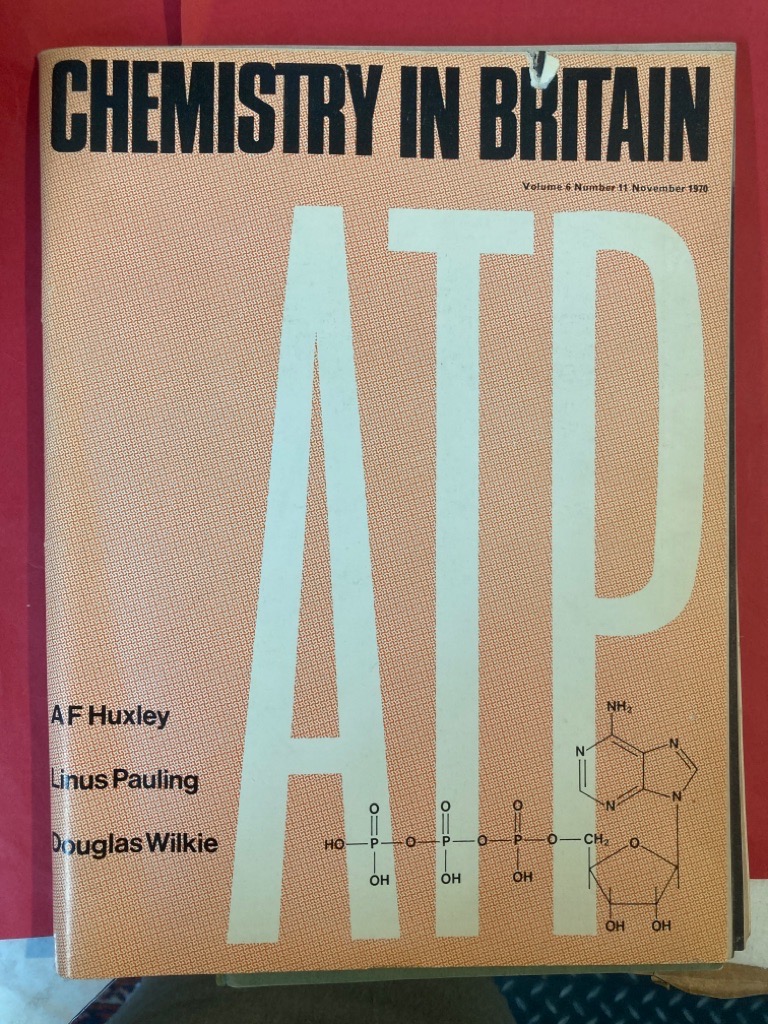 CHEMISTRY IN BRITAIN
Volume 6 Number 11 November 1970
ATP
A F Huxley
Linus Pauling
Douglas Wilkie
NH₂
N N
N N
O O O
HO P O P O P O CH₂ O
OH OH OH
OH OH